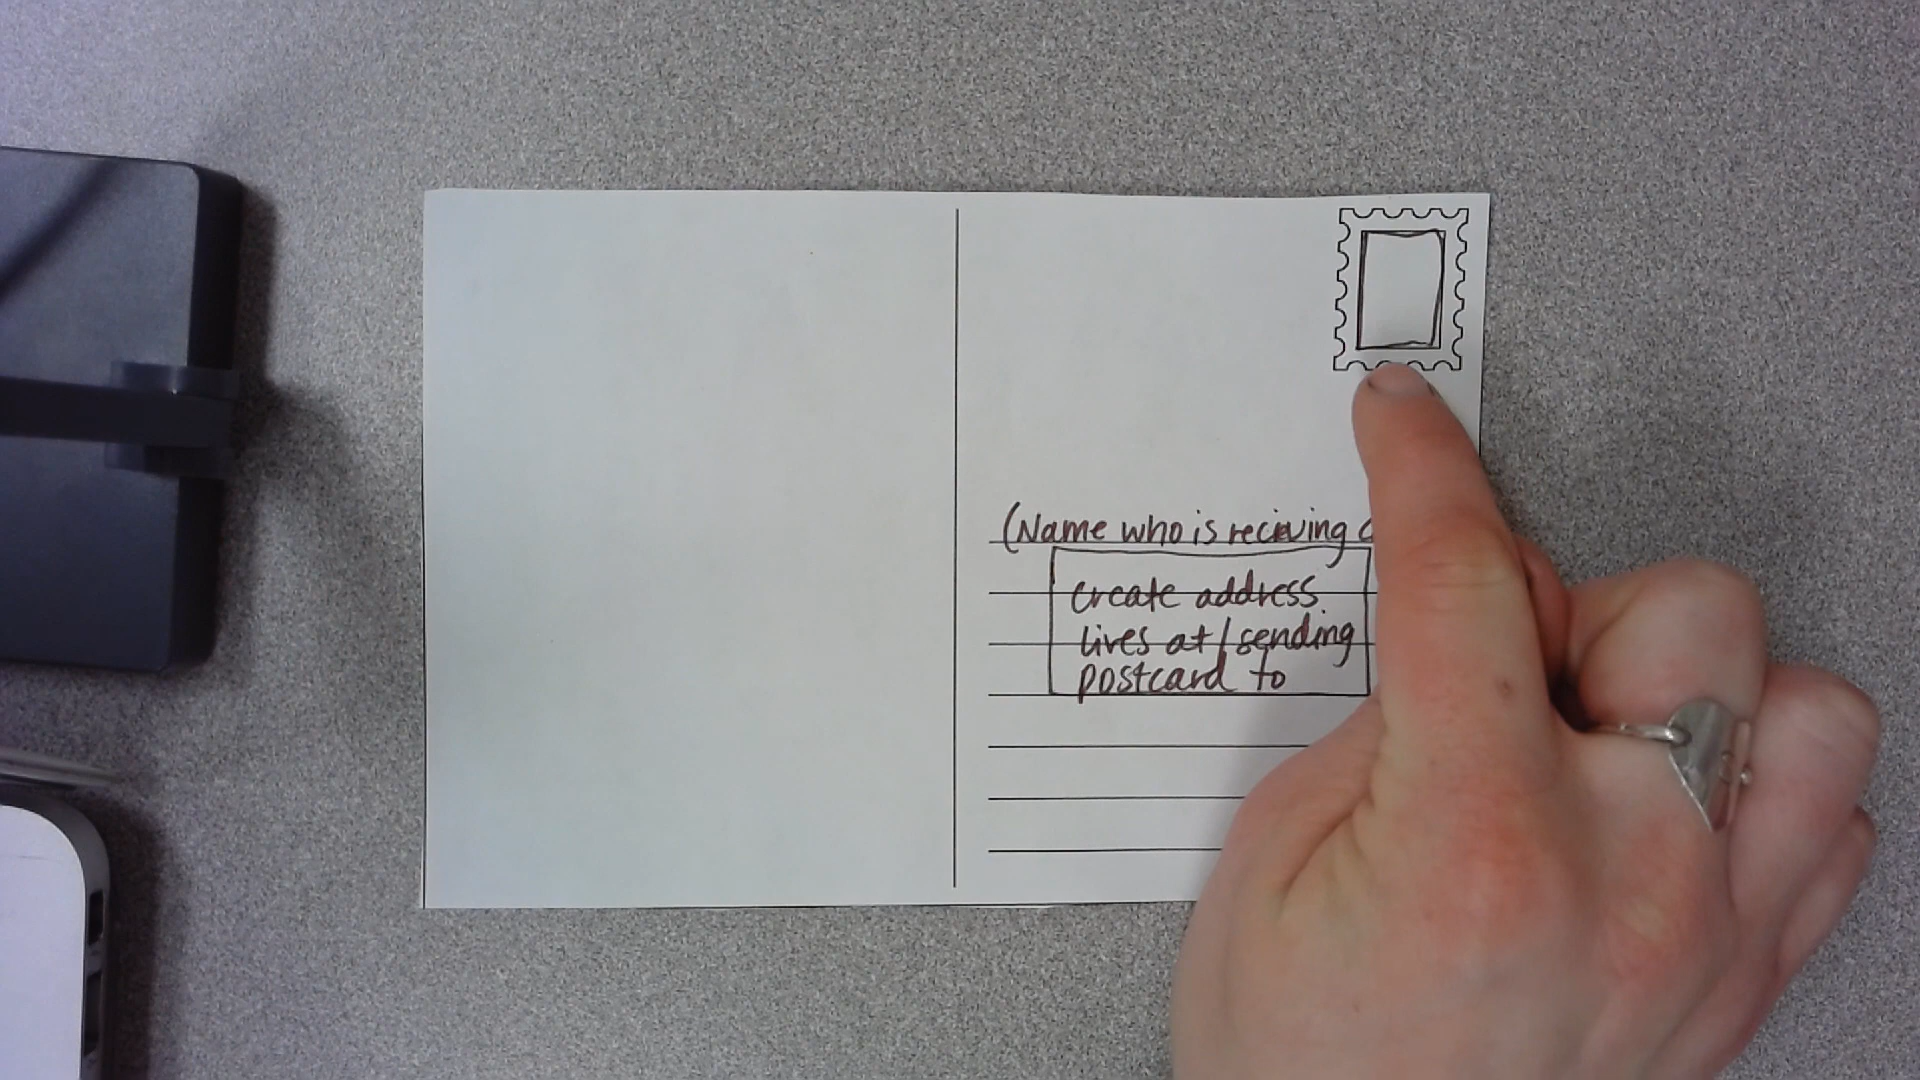 (Name who is recieving
create address
lives at/sending
postcard to